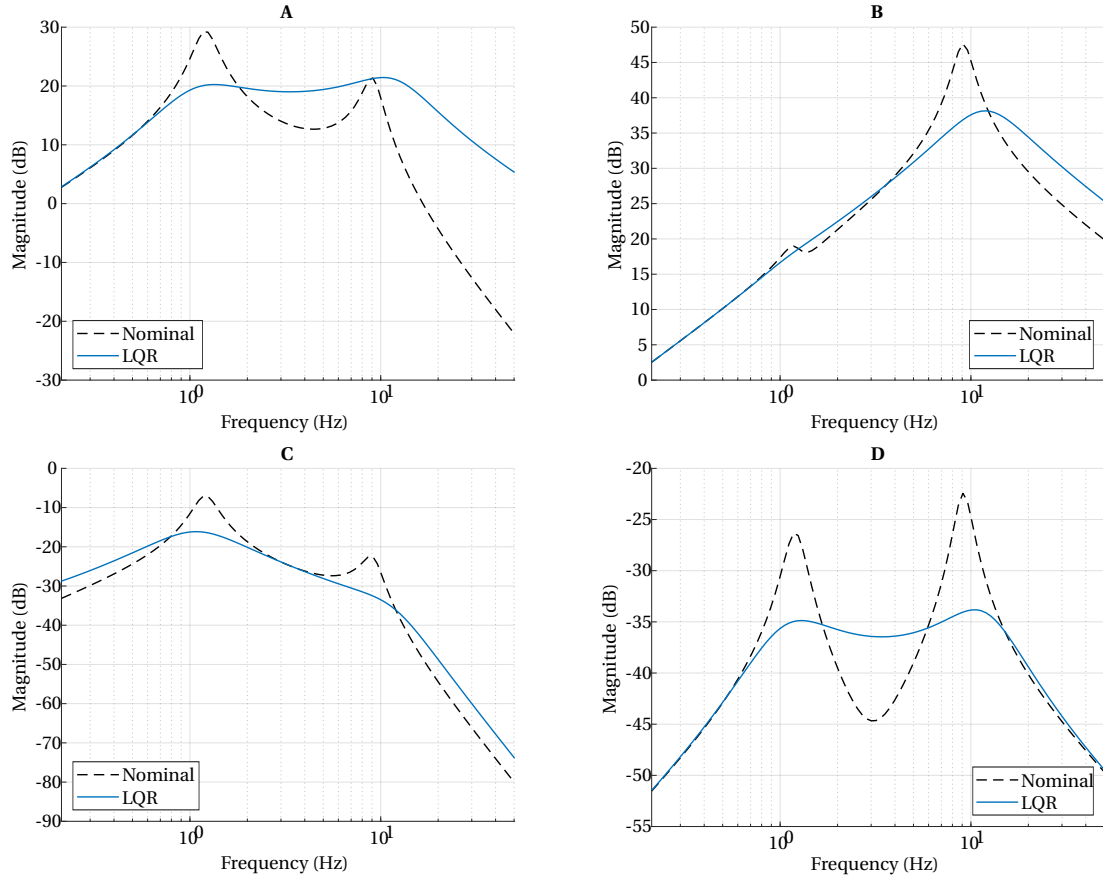 A
30
20
10
0
-10
-20
-30
Magnitude (dB)
Nominal
LQR
10^0
10^1
Frequency (Hz)
B
50
45
40
35
30
25
20
15
10
5
0
Magnitude (dB)
Nominal
LQR
10^0
10^1
Frequency (Hz)
C
0
-10
-20
-30
-40
-50
-60
-70
-80
-90
Magnitude (dB)
Nominal
LQR
10^0
10^1
Frequency (Hz)
D
-20
-25
-30
-35
-40
-45
-50
-55
Magnitude (dB)
Nominal
LQR
10^0
10^1
Frequency (Hz)